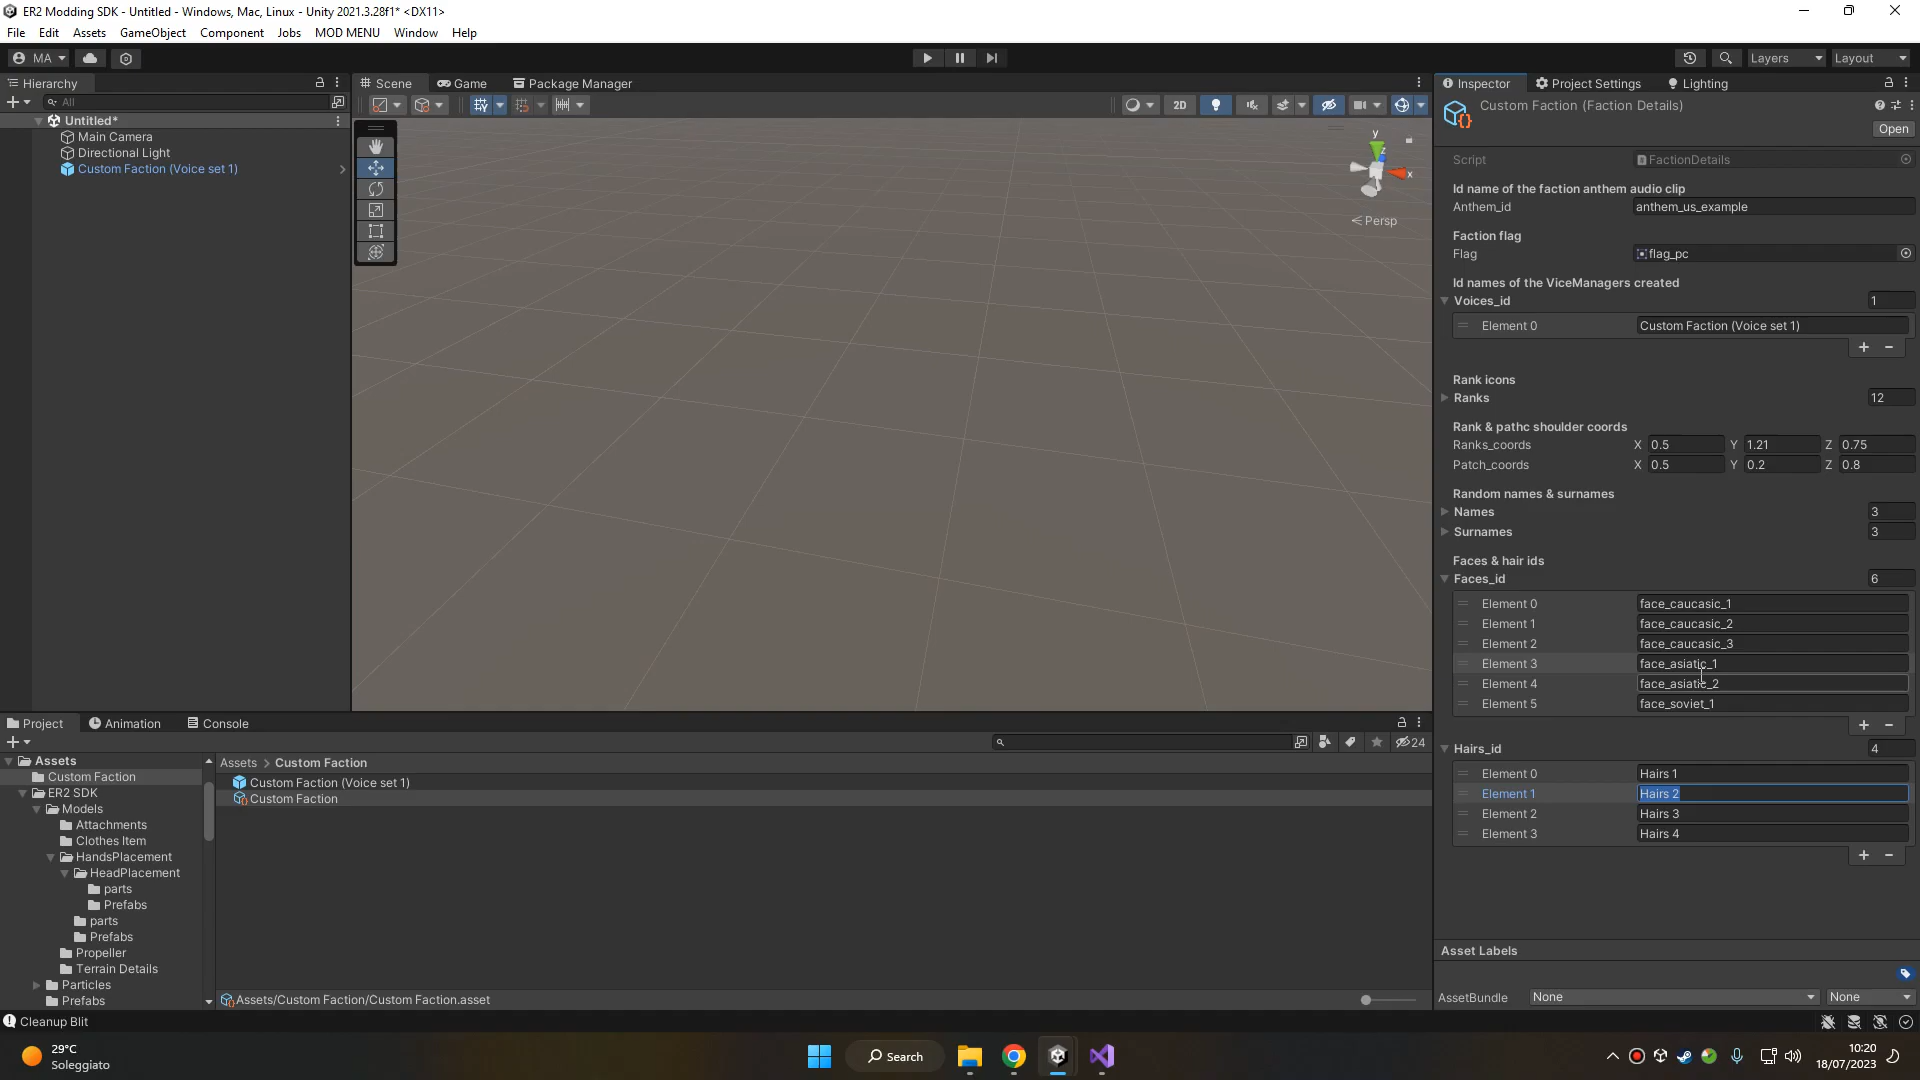 ER2 Modding SDK - Untitled - Windows, Mac, Linux - Unity 2021.3.28f1* <DX11>
File Edit Assets GameObject Component Jobs MOD MENU Window Help
MA Layers Layout
Hierarchy Scene Game Package Manager Inspector Project Settings Lighting
All
2D
Custom Faction (Faction Details)
Open
Untitled*
Main Camera
Directional Light
Custom Faction (Voice set 1)
y
z
x
Persp
Script FactionDetails
Id name of the faction anthem audio clip
Anthem_id anthem_us_example
Faction flag
Flag flag_pc
Id names of the ViceManagers created
Voices_id 1
Element 0 Custom Faction (Voice set 1)
+ -
Rank icons
Ranks 12
Rank & pathc shoulder coords
Ranks_coords X 0.5 Y 1.21 Z 0.75
Patch_coords X 0.5 Y 0.2 Z 0.8
Random names & surnames
Names 3
Surnames 3
Faces & hair ids
Faces_id 6
Element 0 face_caucasic_1
Element 1 face_caucasic_2
Element 2 face_caucasic_3
Element 3 face_asiatic_1
Element 4 face_asiatic_2
Element 5 face_soviet_1
+ -
Hairs_id 4
Element 0 Hairs 1
Element 1 Hairs 2
Element 2 Hairs 3
Element 3 Hairs 4
+ -
Asset Labels
AssetBundle None None
Project Animation Console
24
Assets
Custom Faction
ER2 SDK
Models
Attachments
Clothes Item
HandsPlacement
HeadPlacement
parts
Prefabs
parts
Prefabs
Propeller
Terrain Details
Particles
Prefabs
Assets > Custom Faction
Custom Faction (Voice set 1)
Custom Faction
Assets/Custom Faction/Custom Faction.asset
Cleanup Blit
29°C
Soleggiato
Search
10:20
18/07/2023